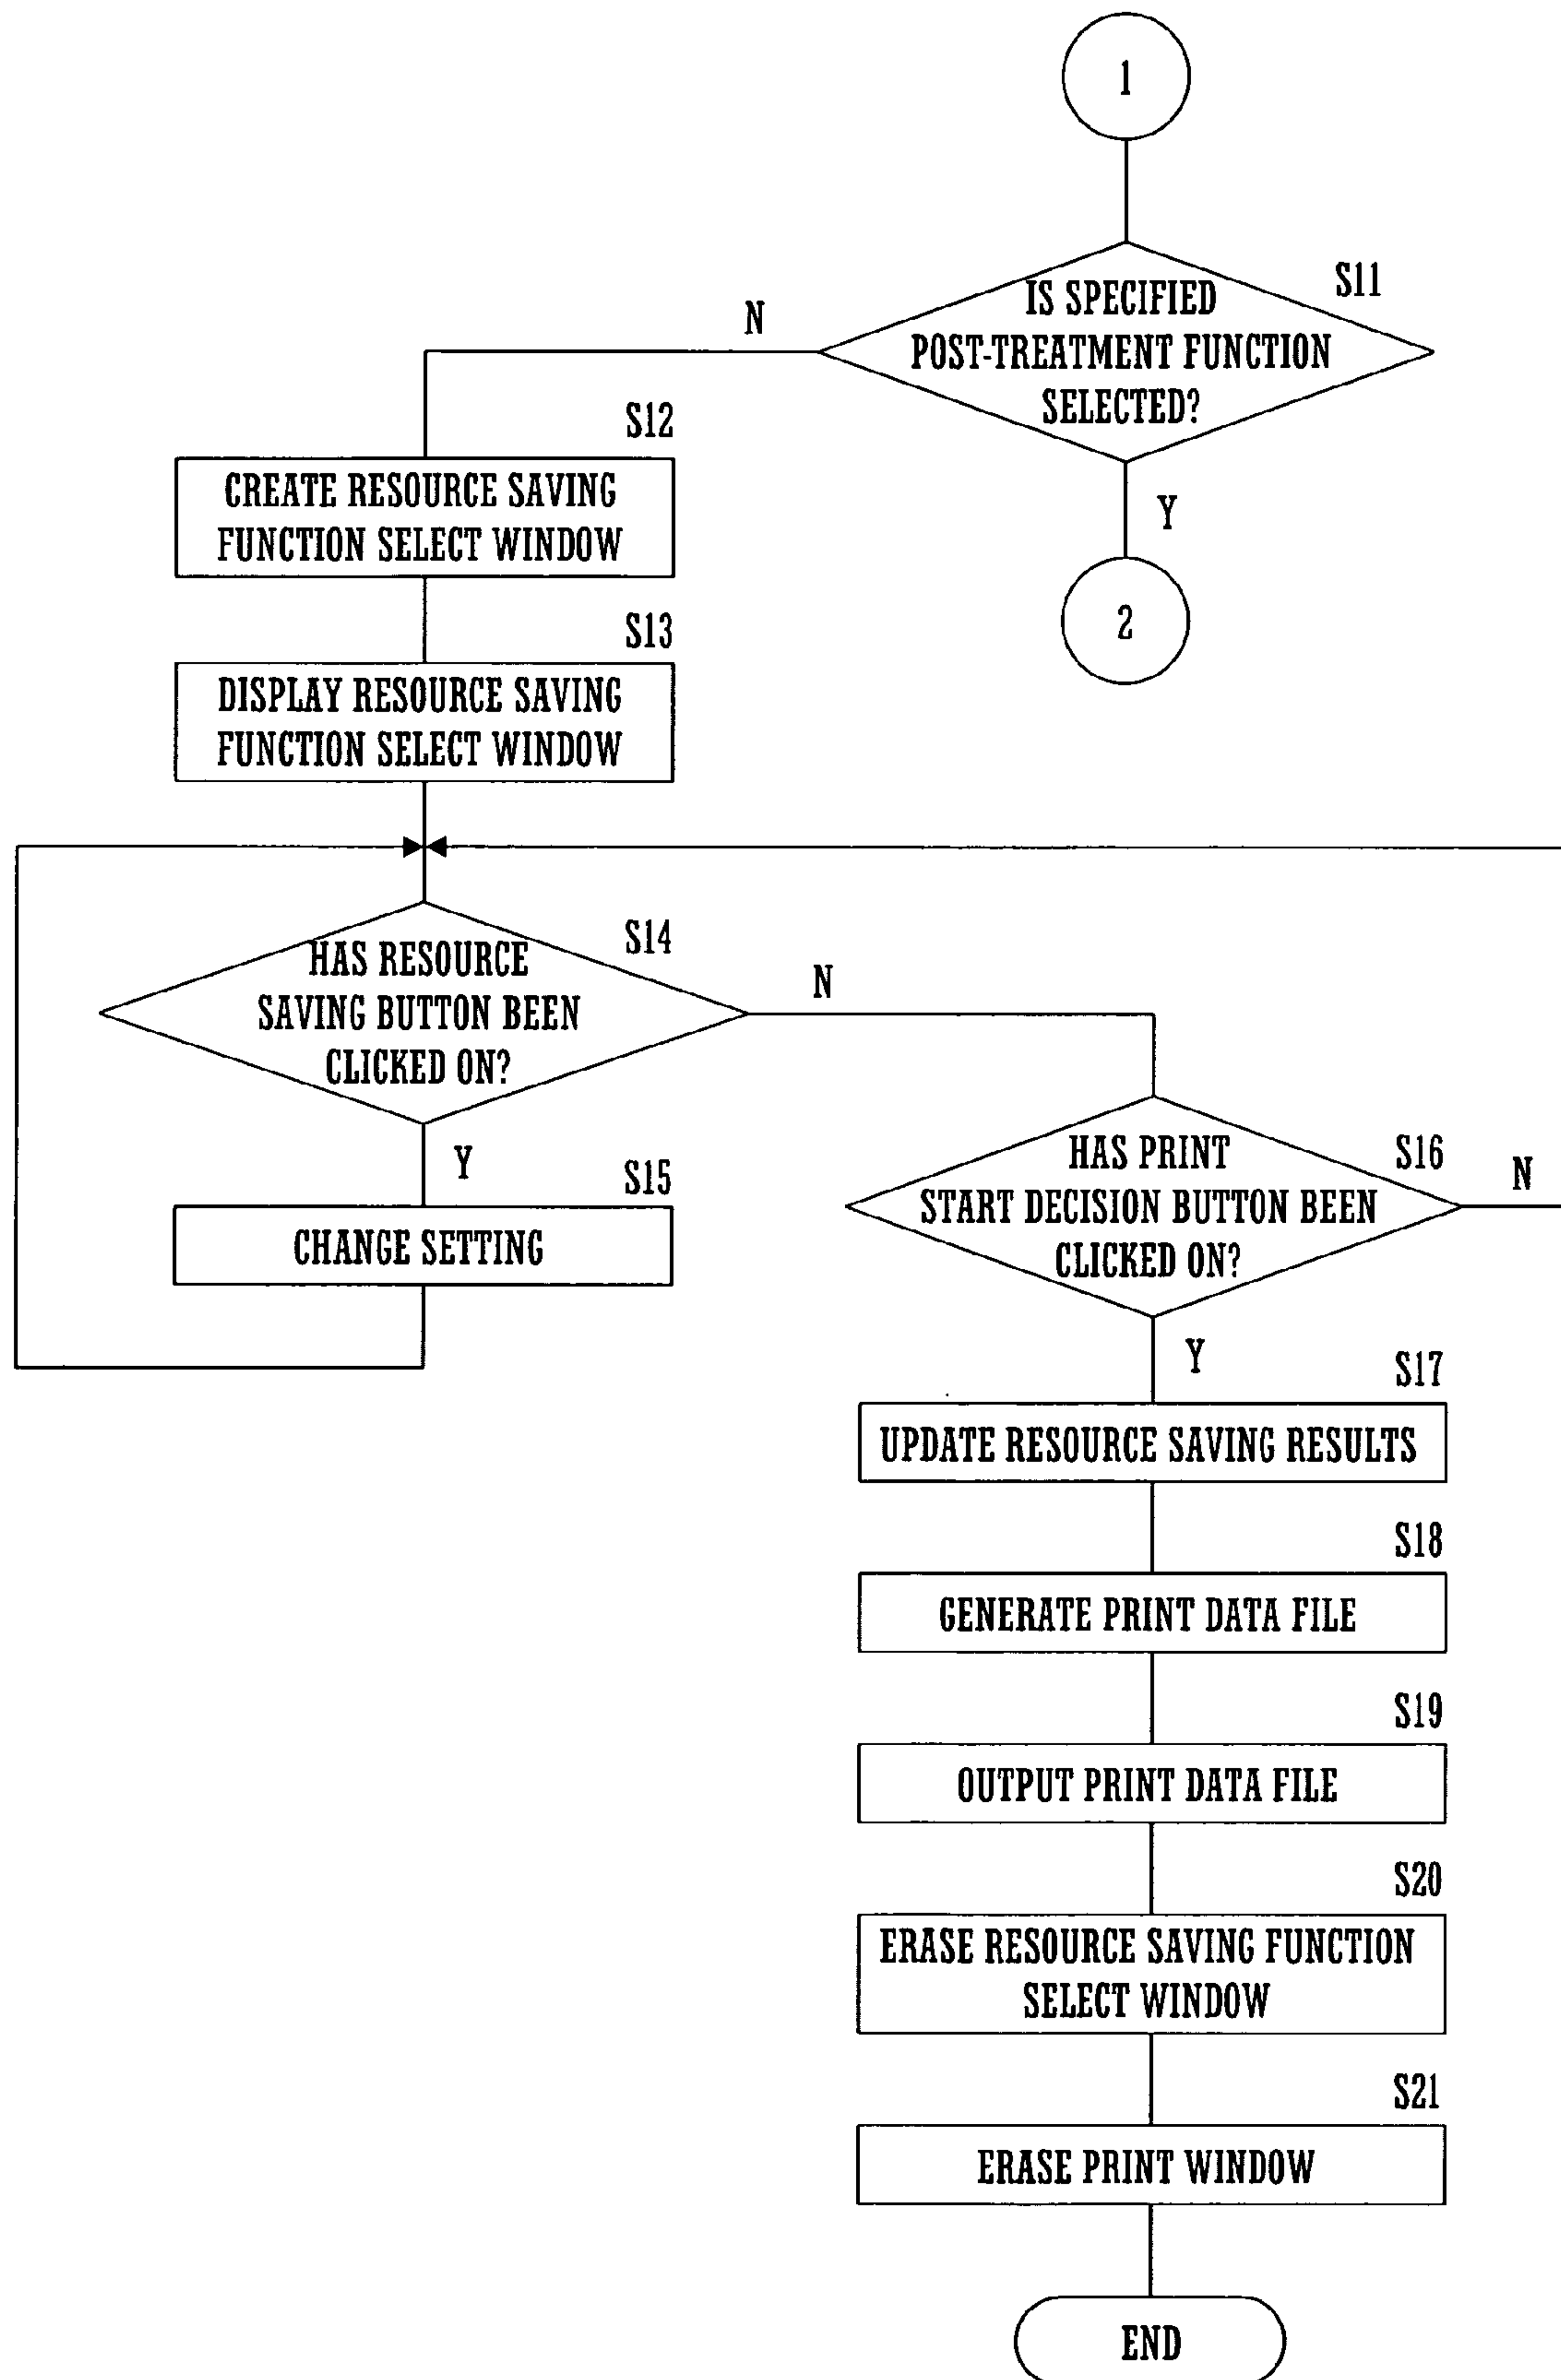 1
S11
IS SPECIFIED
POST-TREATMENT FUNCTION
SELECTED?
N
Y
2
S12
CREATE RESOURCE SAVING
FUNCTION SELECT WINDOW
S13
DISPLAY RESOURCE SAVING
FUNCTION SELECT WINDOW
S14
HAS RESOURCE
SAVING BUTTON BEEN
CLICKED ON?
N
Y
S15
CHANGE SETTING
S16
HAS PRINT
START DECISION BUTTON BEEN
CLICKED ON?
N
Y
S17
UPDATE RESOURCE SAVING RESULTS
S18
GENERATE PRINT DATA FILE
S19
OUTPUT PRINT DATA FILE
S20
ERASE RESOURCE SAVING FUNCTION
SELECT WINDOW
S21
ERASE PRINT WINDOW
END